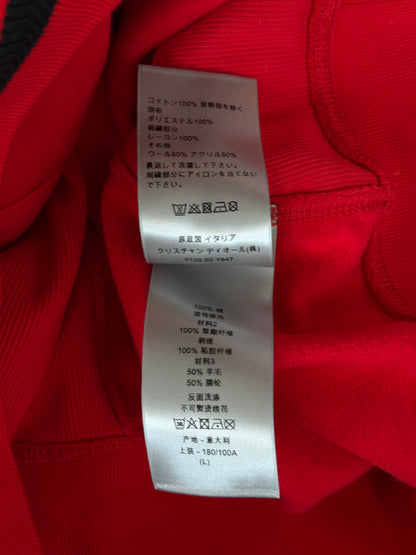 コットン100% 装飾部を除く
別布
ポリエステル100%
刺繍部分
レーヨン100%
その他
ウール50% アクリル50%
裏返して洗濯して下さい。
刺繍部分にアイロンを当てない
で下さい。
原産国 イタリア
クリスチャン ディオール(株)
0120 02 1947
100% 棉
装饰除外
材料2
100% 聚酯纤维
刺绣
100% 粘胶纤维
材料3
50% 羊毛
50% 腈纶
反面洗涤
不可熨烫绣花
产地 - 意大利
上装 - 180/100A
(L)